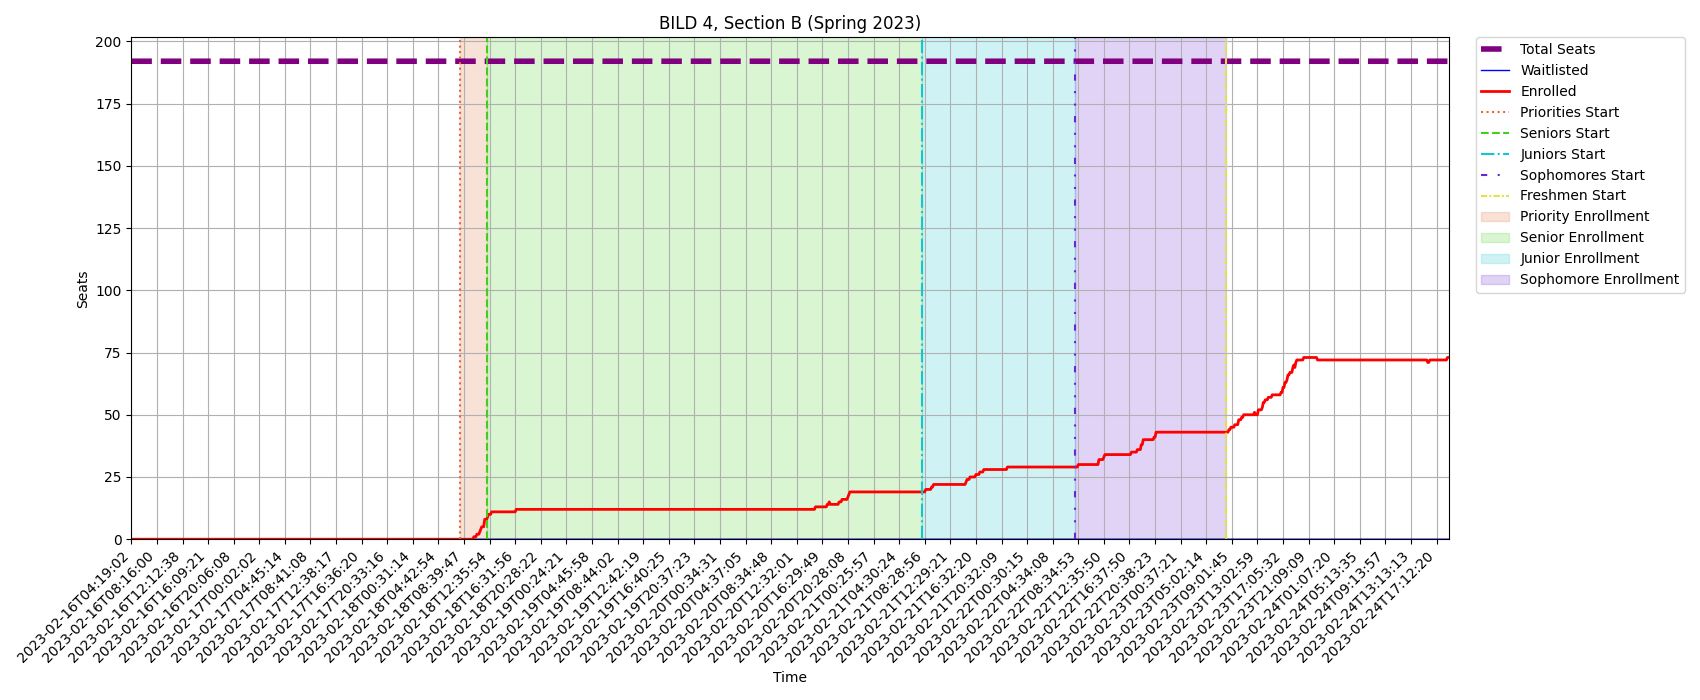 BILD 4, Section B (Spring 2023)
Seats
200
175
150
125
100
75
50
25
0
2023-02-16T04:19:02
2023-02-16T08:16:00
2023-02-16T12:12:38
2023-02-16T16:09:21
2023-02-16T20:06:08
2023-02-17T00:02:02
2023-02-17T04:45:14
2023-02-17T08:41:08
2023-02-17T12:38:17
2023-02-17T16:36:20
2023-02-17T20:33:16
2023-02-18T00:31:14
2023-02-18T04:42:54
2023-02-18T08:39:47
2023-02-18T12:35:54
2023-02-18T16:31:56
2023-02-18T20:28:22
2023-02-19T00:24:21
2023-02-19T04:45:58
2023-02-19T08:44:02
2023-02-19T12:42:19
2023-02-19T16:40:25
2023-02-19T20:37:23
2023-02-20T00:34:31
2023-02-20T04:37:05
2023-02-20T08:34:48
2023-02-20T12:32:01
2023-02-20T16:29:49
2023-02-20T20:28:08
2023-02-21T00:25:57
2023-02-21T04:30:24
2023-02-21T08:28:56
2023-02-21T12:29:21
2023-02-21T16:32:20
2023-02-21T20:32:09
2023-02-22T00:30:15
2023-02-22T04:34:08
2023-02-22T08:34:53
2023-02-22T12:35:50
2023-02-22T16:37:50
2023-02-22T20:38:23
2023-02-23T00:37:21
2023-02-23T05:02:14
2023-02-23T09:01:45
2023-02-23T13:02:59
2023-02-23T17:05:32
2023-02-23T21:09:09
2023-02-24T01:07:20
2023-02-24T05:13:35
2023-02-24T09:13:57
2023-02-24T13:13:13
2023-02-24T17:12:20
Time
Total Seats
Waitlisted
Enrolled
Priorities Start
Seniors Start
Juniors Start
Sophomores Start
Freshmen Start
Priority Enrollment
Senior Enrollment
Junior Enrollment
Sophomore Enrollment